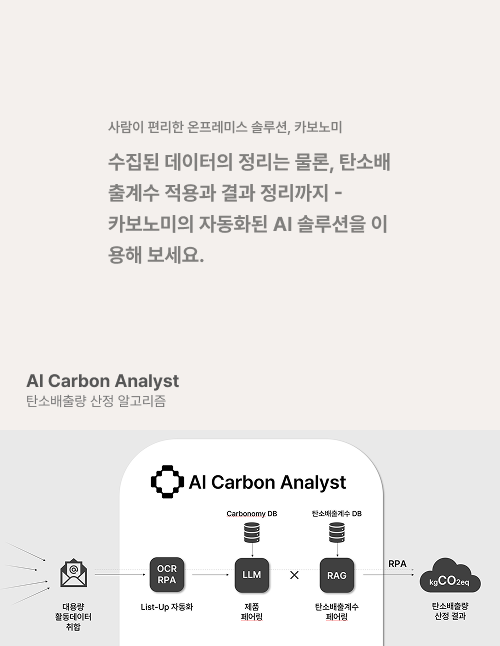 사람이 편리한 온프레미스 솔루션, 카보노미
수집된 데이터의 정리는 물론, 탄소배
출계수 적용과 결과 정리까지 -
카보노미의 자동화된 AI 솔루션을 이
용해 보세요.
AI Carbon Analyst
탄소배출량 산정 알고리즘
AI Carbon Analyst
Carbonomy DB
탄소배출계수 DB
OCR
RPA
LLM
×
RAG
RPA
kgCO2eq
대용량
활동데이터
취합
List-Up 자동화
제품
페어링
탄소배출계수
페어링
탄소배출량
산정 결과